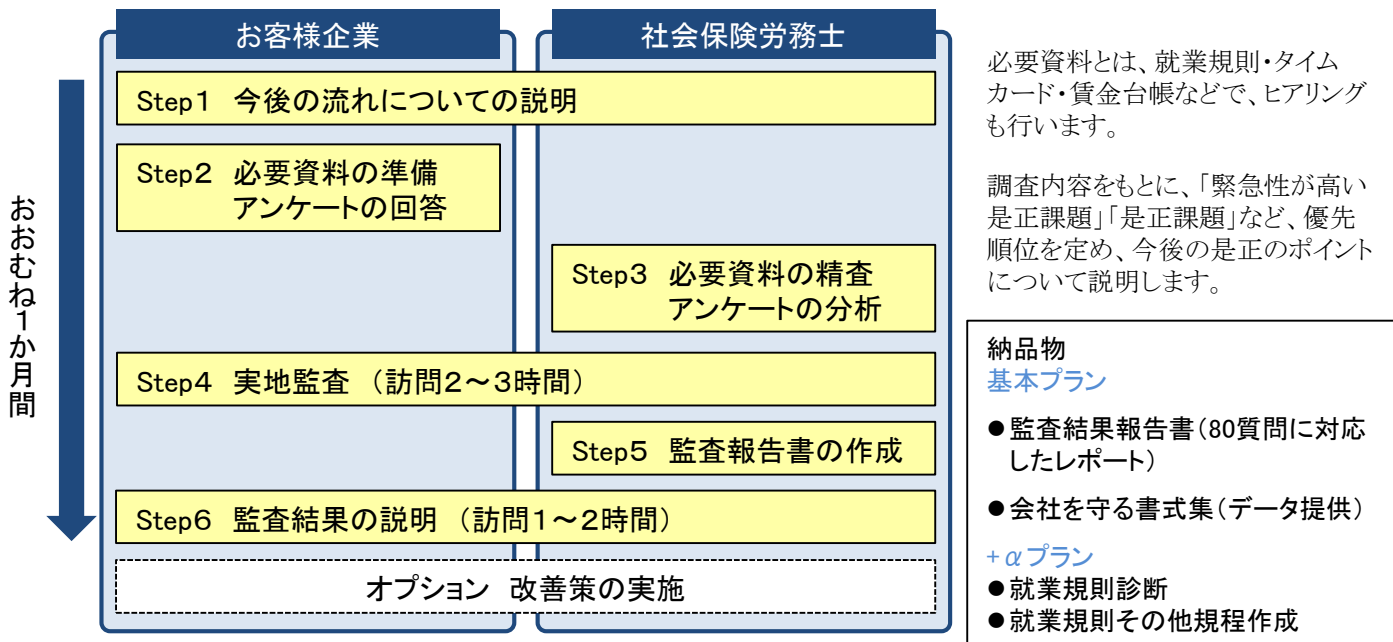 お客様企業
社会保険労務士
おおむね1か月間
Step1 今後の流れについての説明
Step2 必要資料の準備
アンケートの回答
Step3 必要資料の精査
アンケートの分析
Step4 実地監査 （訪問２～３時間）
Step5 監査報告書の作成
Step6 監査結果の説明 （訪問１～２時間）
オプション 改善策の実施
必要資料とは、就業規則・タイム
カード・賃金台帳などで、ヒアリング
も行います。
調査内容をもとに、「緊急性が高い
是正課題」「是正課題」など、優先
順位を定め、今後の是正のポイント
について説明します。
納品物
基本プラン
●監査結果報告書（80質問に対応
したレポート）
●会社を守る書式集（データ提供）
+αプラン
●就業規則診断
●就業規則その他規程作成